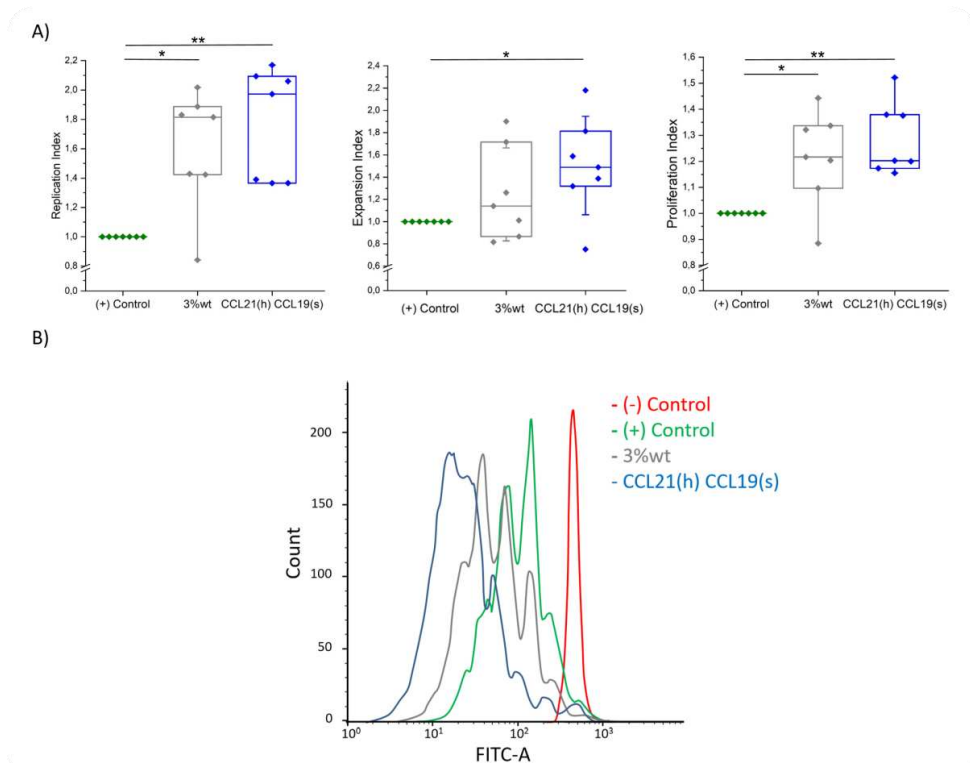 A)
**
*
Replication Index
2,2
2,0
1,8
1,6
1,4
1,2
1,0
0,8
0,0
(+) Control 3%wt CCL21(h) CCL19(s)
*
Expansion Index
2,4
2,2
2,0
1,8
1,6
1,4
1,2
1,0
0,8
0,6
0,0
(+) Control 3%wt CCL21(h) CCL19(s)
**
*
Proliferation Index
1,6
1,5
1,4
1,3
1,2
1,1
1,0
0,9
0,8
0,0
(+) Control 3%wt CCL21(h) CCL19(s)
B)
- (-) Control
- (+) Control
- 3%wt
- CCL21(h) CCL19(s)
Count
200
150
100
50
0
10⁰ 10¹ 10² 10³
FITC-A